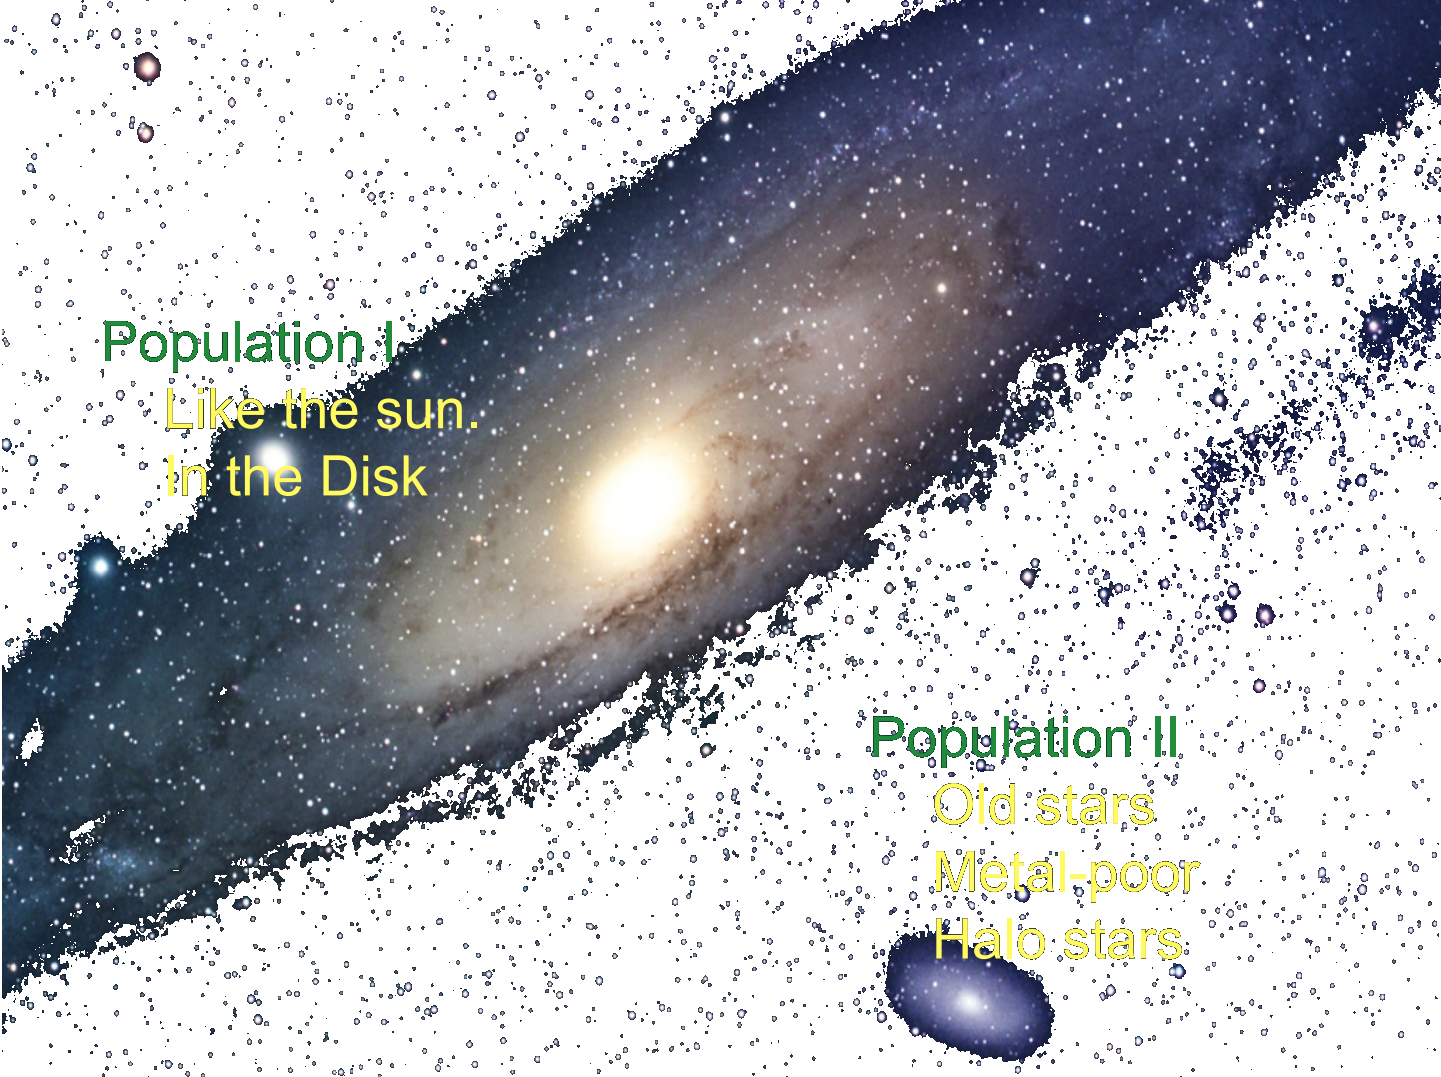 Population I
Like the sun.
In the Disk
Population II
Old stars
Metal-poor
Halo stars